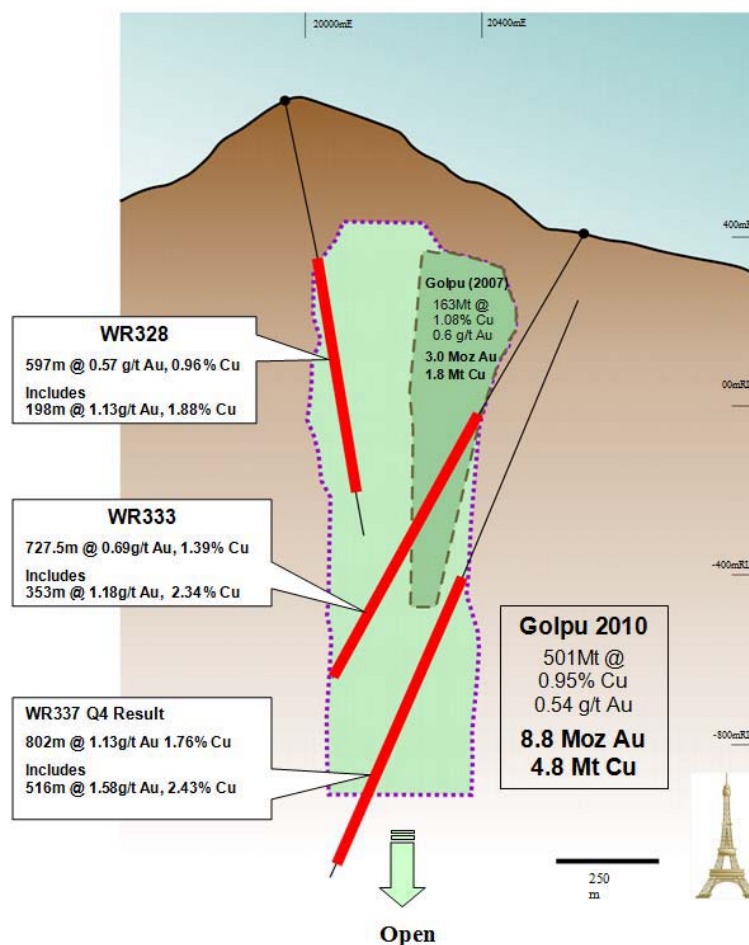 20000mE
20400mE
400mRL
Golpu (2007)
163Mt @
1.08% Cu
0.6 g/t Au
3.0 Moz Au
1.8 Mt Cu
WR328
597m @ 0.57 g/t Au, 0.96% Cu
Includes
198m @ 1.13g/t Au, 1.88% Cu
00mRL
WR333
727.5m @ 0.69g/t Au, 1.39% Cu
Includes
353m @ 1.18g/t Au, 2.34% Cu
-400mRL
Golpu 2010
501Mt @
0.95% Cu
0.54 g/t Au
8.8 Moz Au
4.8 Mt Cu
WR337 Q4 Result
802m @ 1.13g/t Au 1.76% Cu
Includes
516m @ 1.58g/t Au, 2.43% Cu
-800mRL
250
m
Open